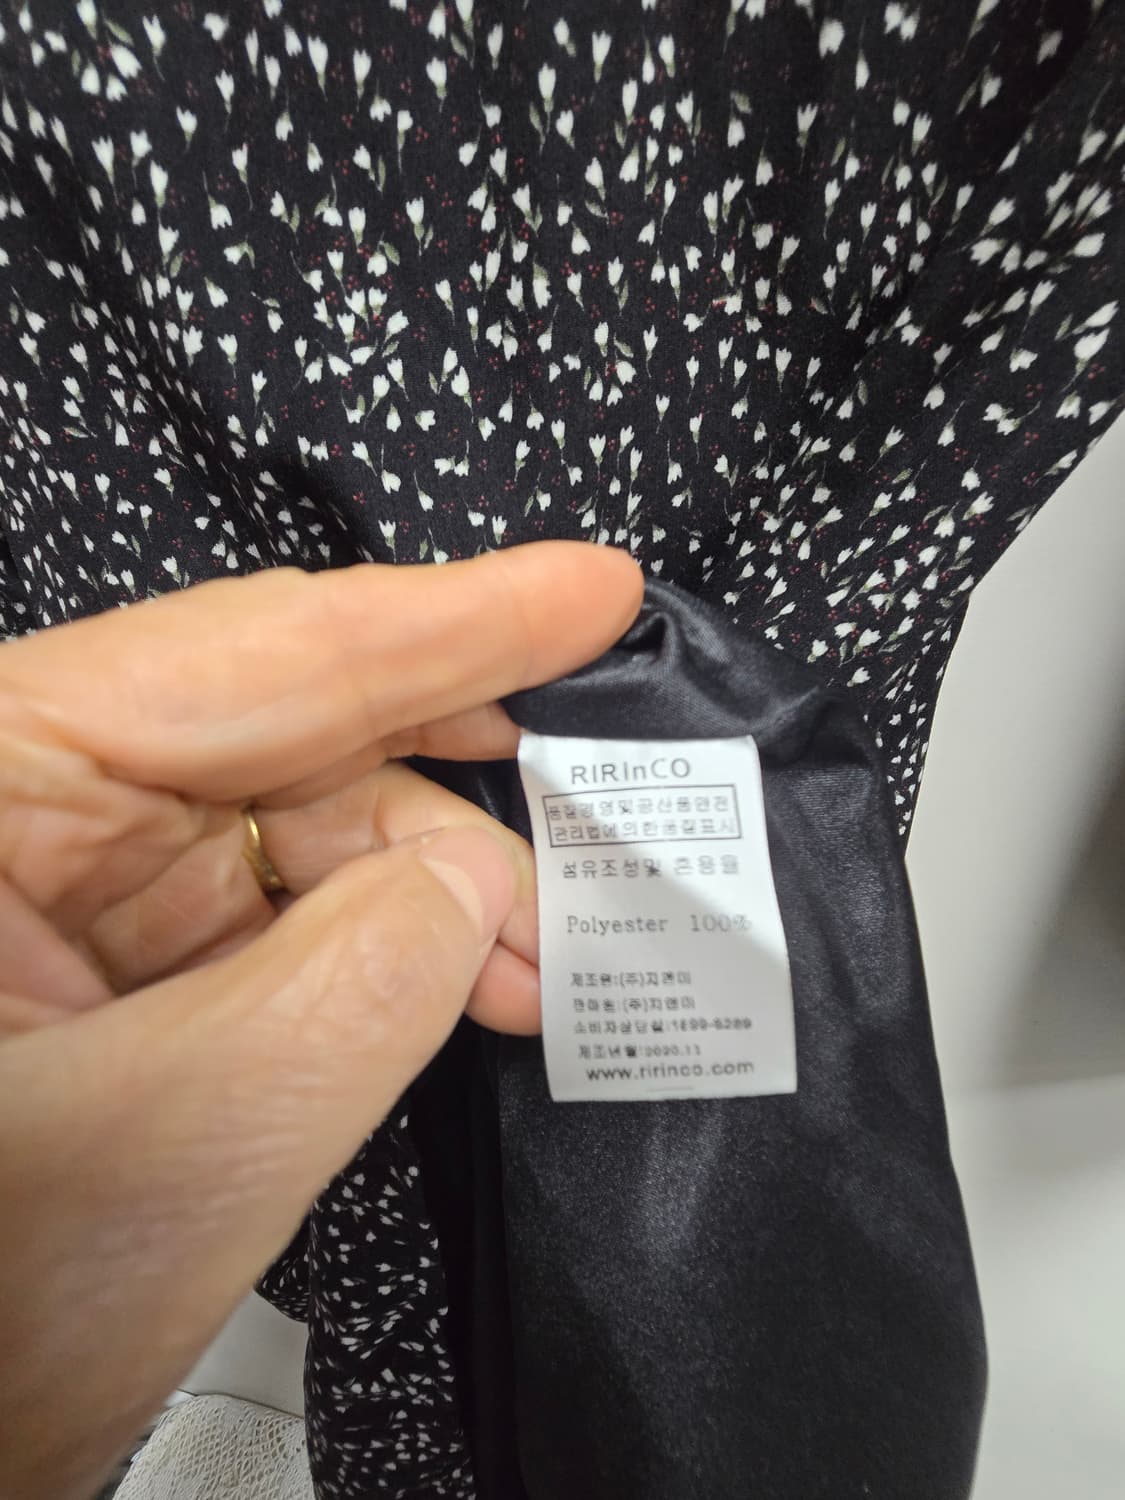 RIRInCO
품질경영및공산품안전
관리법에의한품질표시
섬유조성및 혼용율
Polyester 100%
제조원:(주)지앤미
판매원:(주)지앤미
소비자상담실:1899-6289
제조년월:2020.11
www.ririnco.com